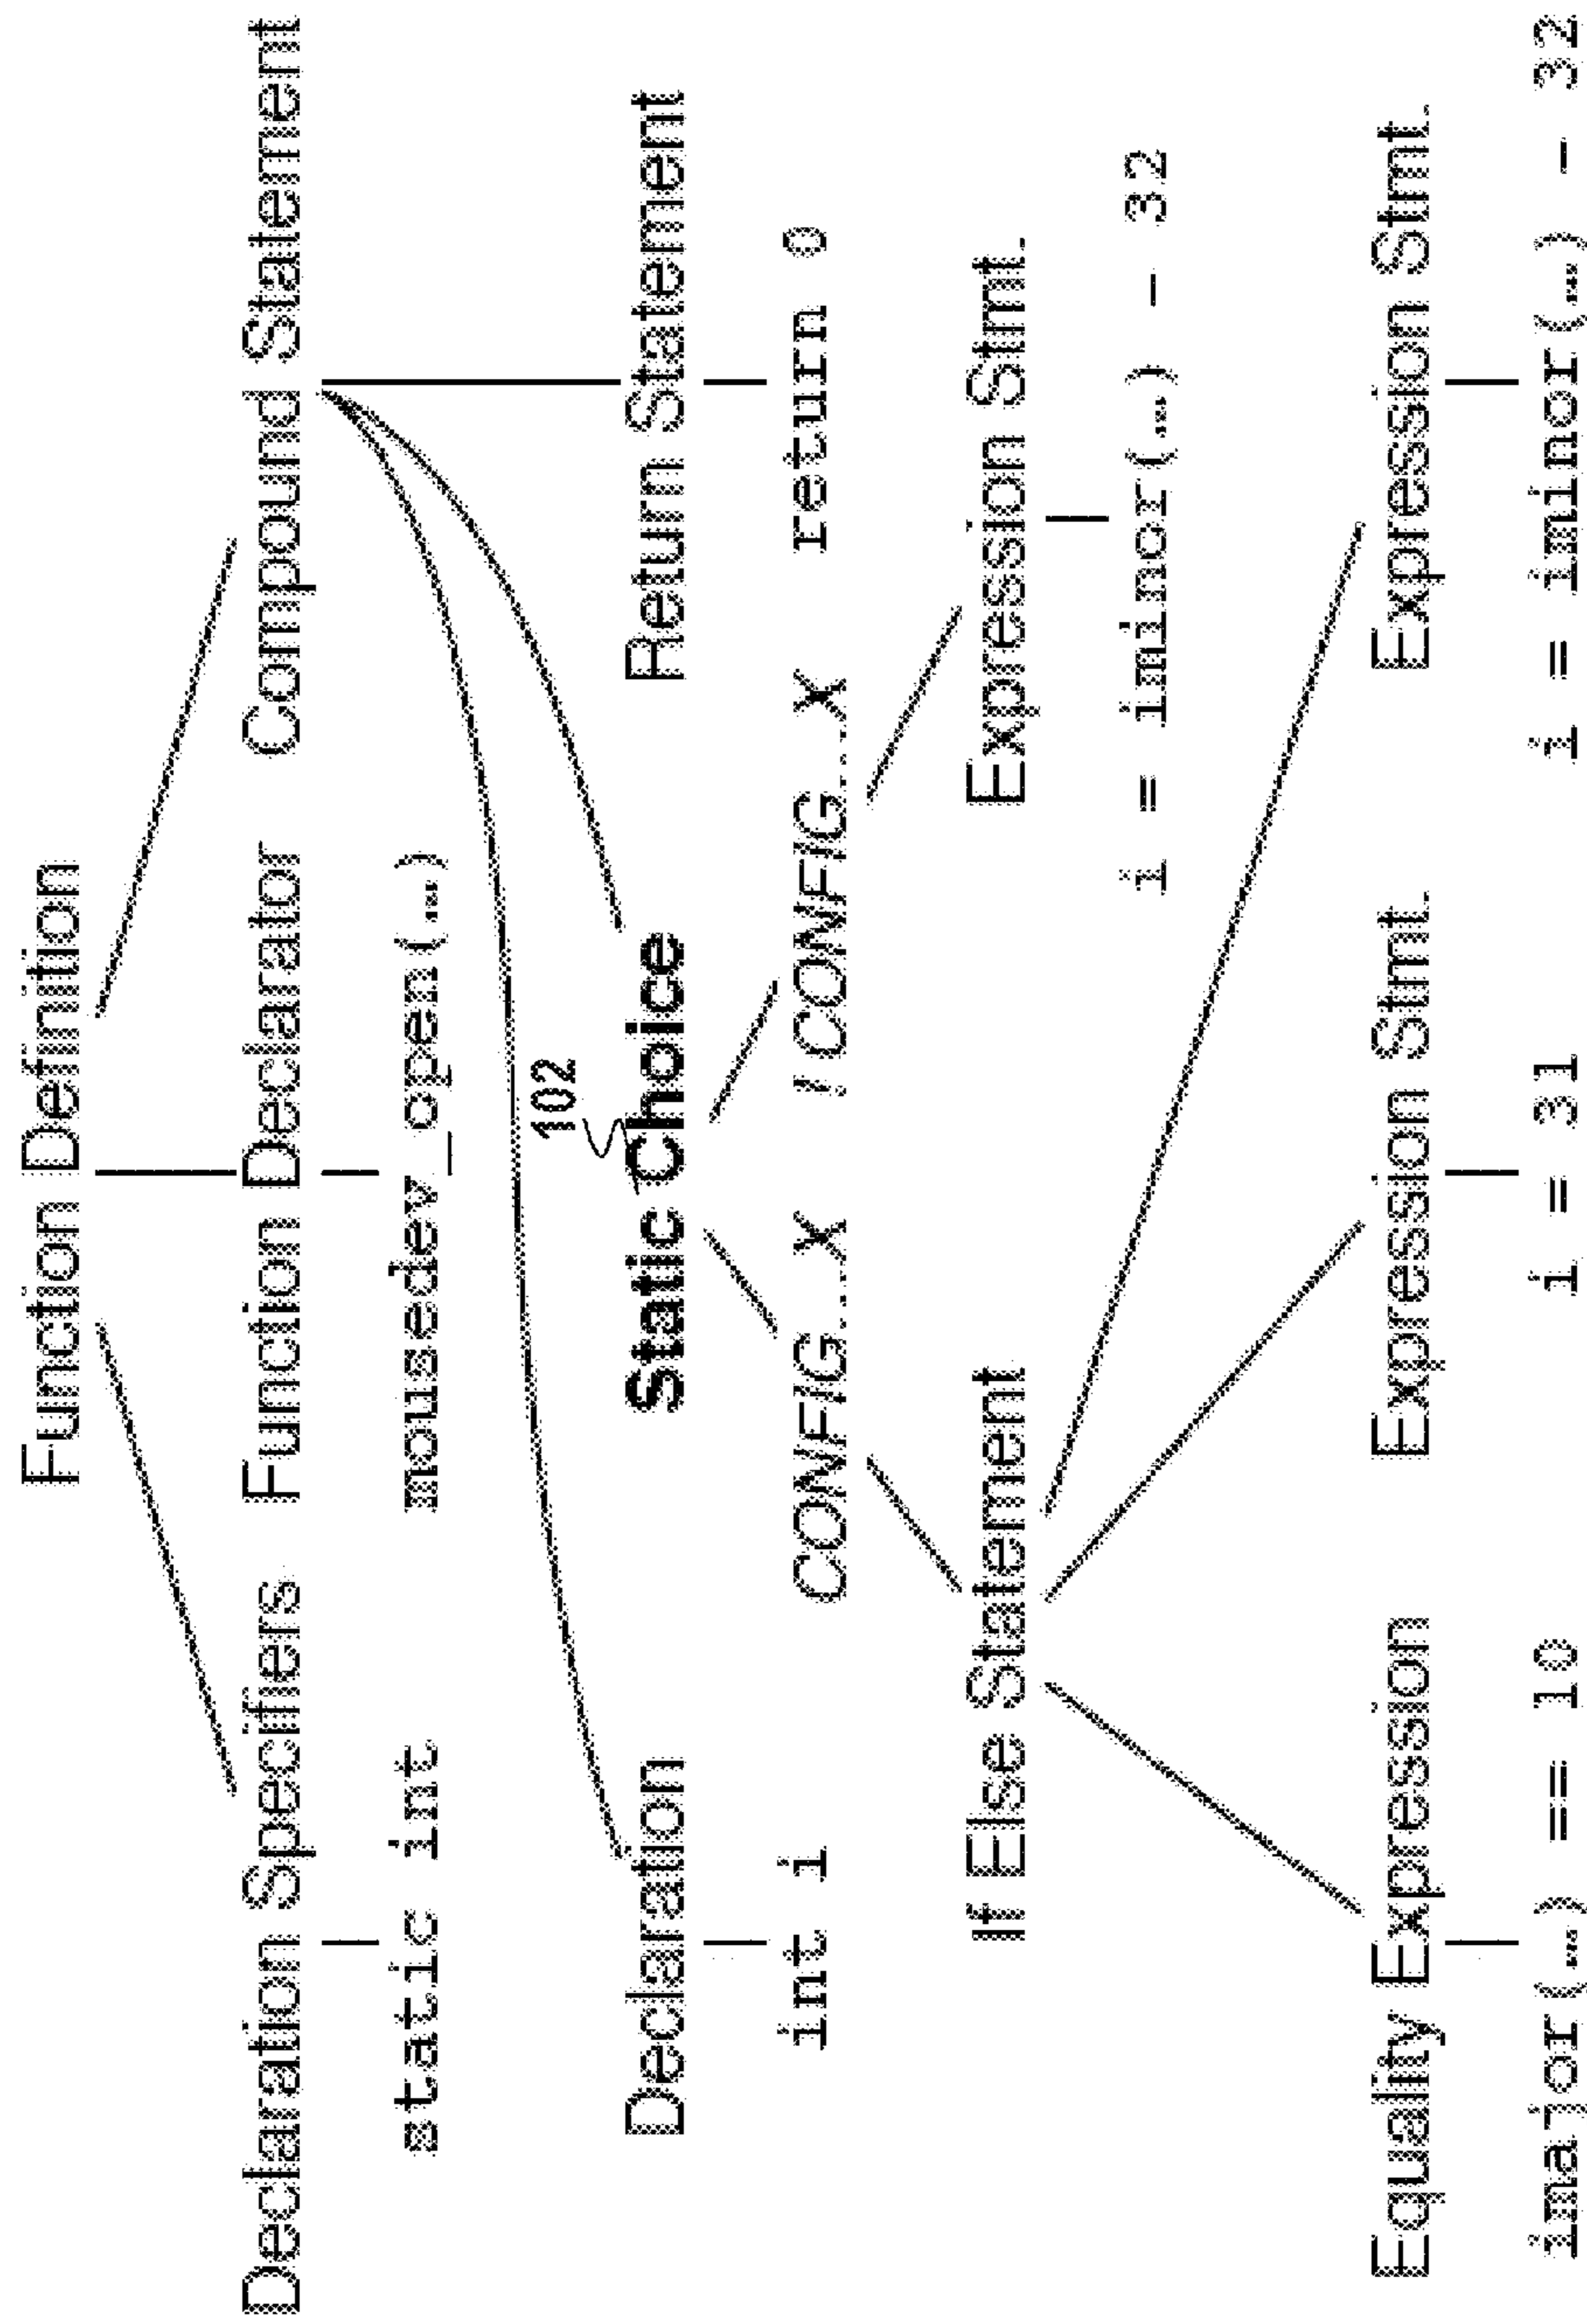 Function Definition
Declaration Specifiers Function Declarator Compound Statement
static int mousedev_open(…)
102
Declaration Static Choice Return Statement
int i CONFIG…X ! CONFIG…X return 0
If Else Statement Expression Stmt.
i = iminor(…) - 32
Equality Expression Expression Stmt. Expression Stmt.
imajor(…) == 10 i = 31 i = iminor(…) - 32